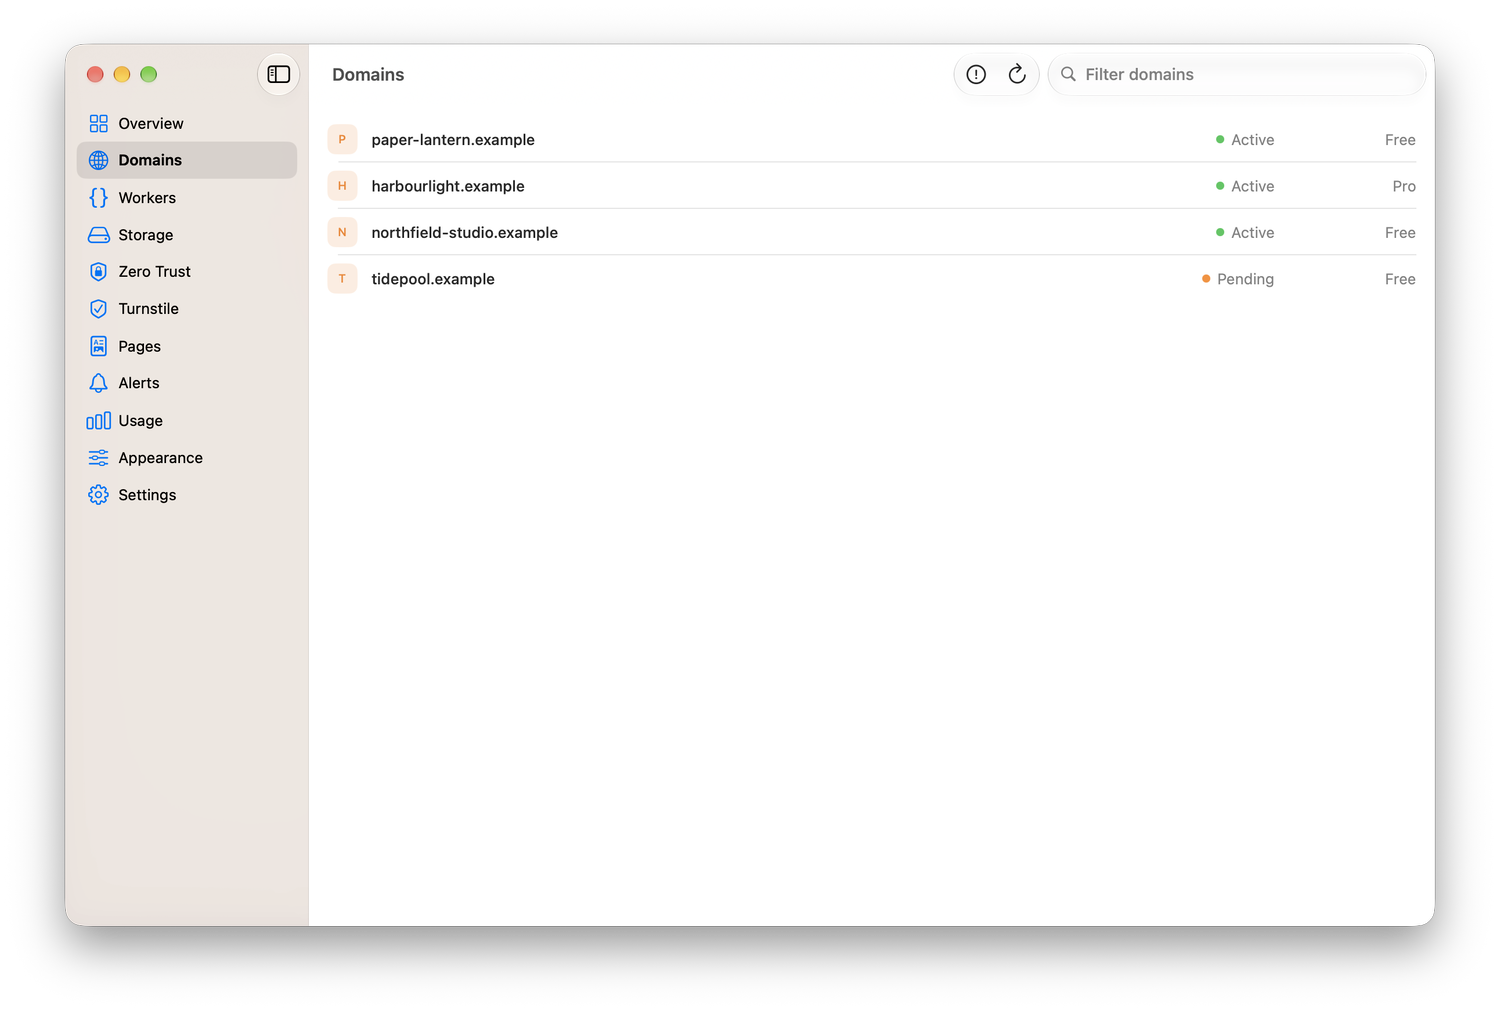 Domains
Filter domains
Overview
Domains
Workers
Storage
Zero Trust
Turnstile
Pages
Alerts
Usage
Appearance
Settings
P paper-lantern.example Active Free
H harbourlight.example Active Pro
N northfield-studio.example Active Free
T tidepool.example Pending Free